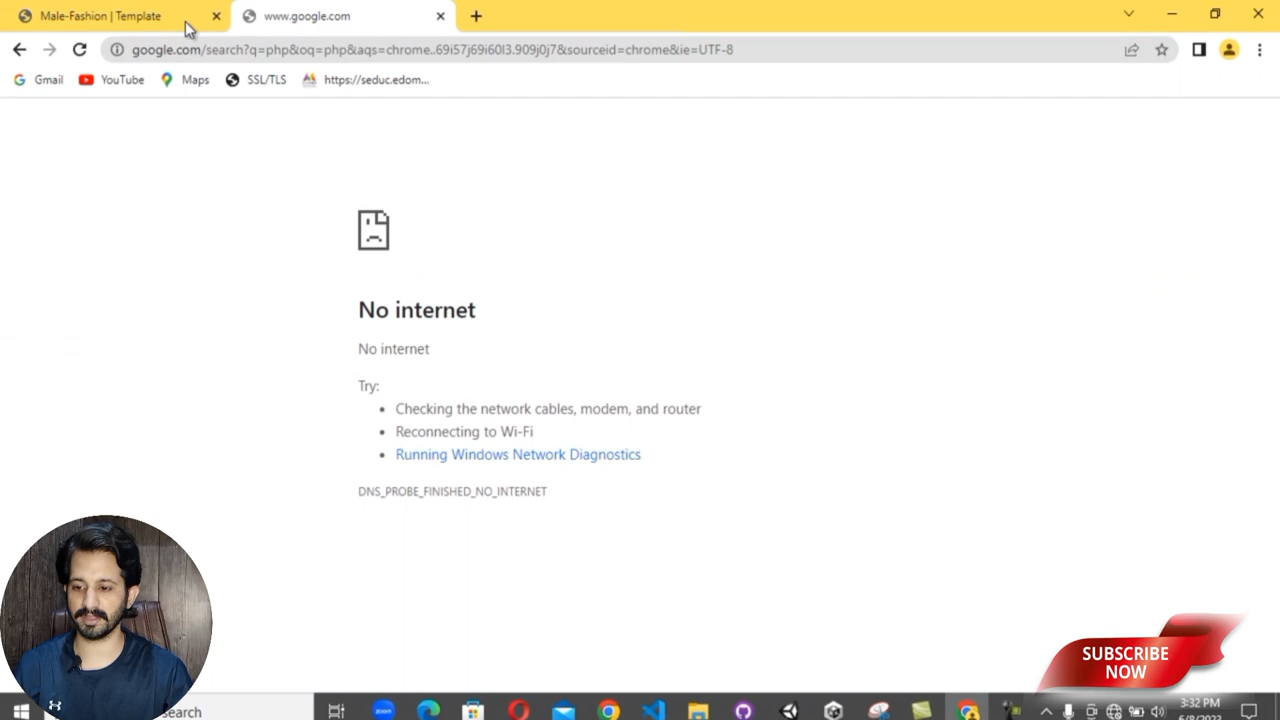 Male-Fashion | Template
www.google.com
google.com/search?q=php&oq=php&aqs=chrome..69i57j69i60l3.909j0j7&sourceid=chrome&ie=UTF-8
Gmail
YouTube
Maps
SSL/TLS
https://seduc.edom...
No internet
No internet
Try:
Checking the network cables, modem, and router
Reconnecting to Wi-Fi
Running Windows Network Diagnostics
DNS_PROBE_FINISHED_NO_INTERNET
SUBSCRIBE
NOW
search
zoom
3:32 PM